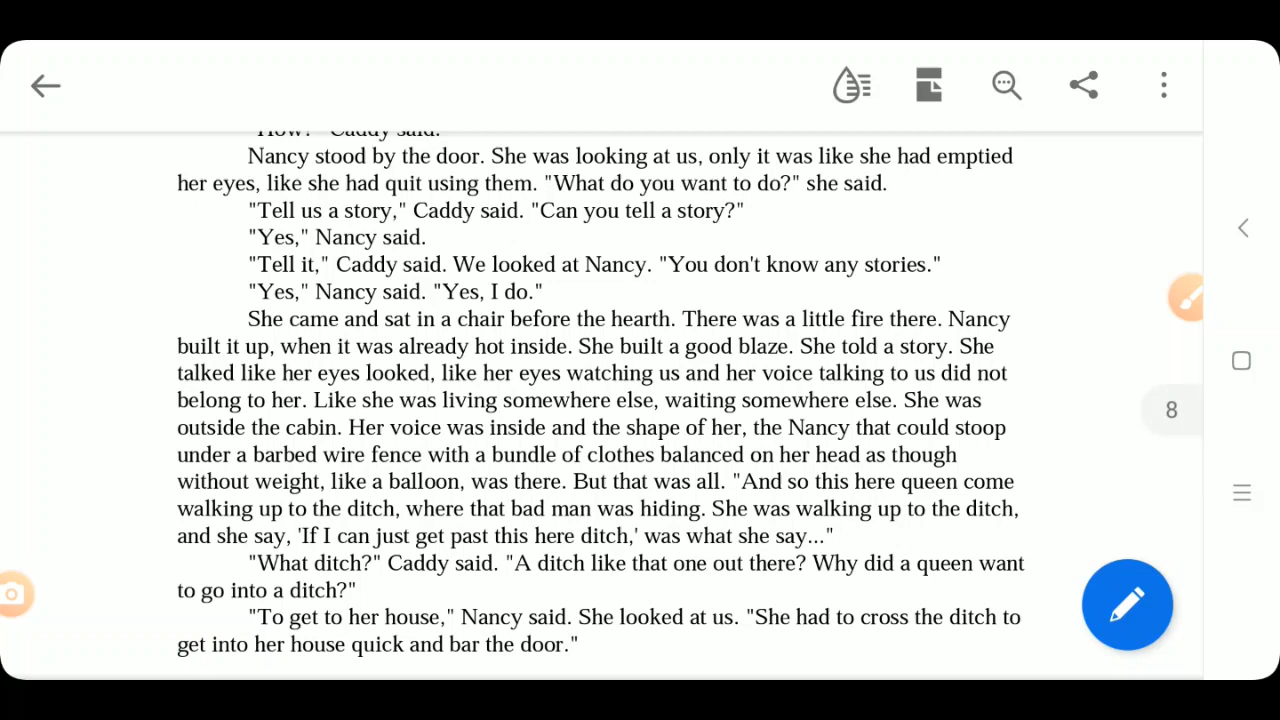 "How?" Caddy said.
Nancy stood by the door. She was looking at us, only it was like she had emptied
her eyes, like she had quit using them. "What do you want to do?" she said.
"Tell us a story," Caddy said. "Can you tell a story?"
"Yes," Nancy said.
"Tell it," Caddy said. We looked at Nancy. "You don't know any stories."
"Yes," Nancy said. "Yes, I do."
She came and sat in a chair before the hearth. There was a little fire there. Nancy
built it up, when it was already hot inside. She built a good blaze. She told a story. She
talked like her eyes looked, like her eyes watching us and her voice talking to us did not
belong to her. Like she was living somewhere else, waiting somewhere else. She was
outside the cabin. Her voice was inside and the shape of her, the Nancy that could stoop
under a barbed wire fence with a bundle of clothes balanced on her head as though
without weight, like a balloon, was there. But that was all. "And so this here queen come
walking up to the ditch, where that bad man was hiding. She was walking up to the ditch,
and she say, 'If I can just get past this here ditch,' was what she say..."
"What ditch?" Caddy said. "A ditch like that one out there? Why did a queen want
to go into a ditch?"
"To get to her house," Nancy said. She looked at us. "She had to cross the ditch to
get into her house quick and bar the door."
8